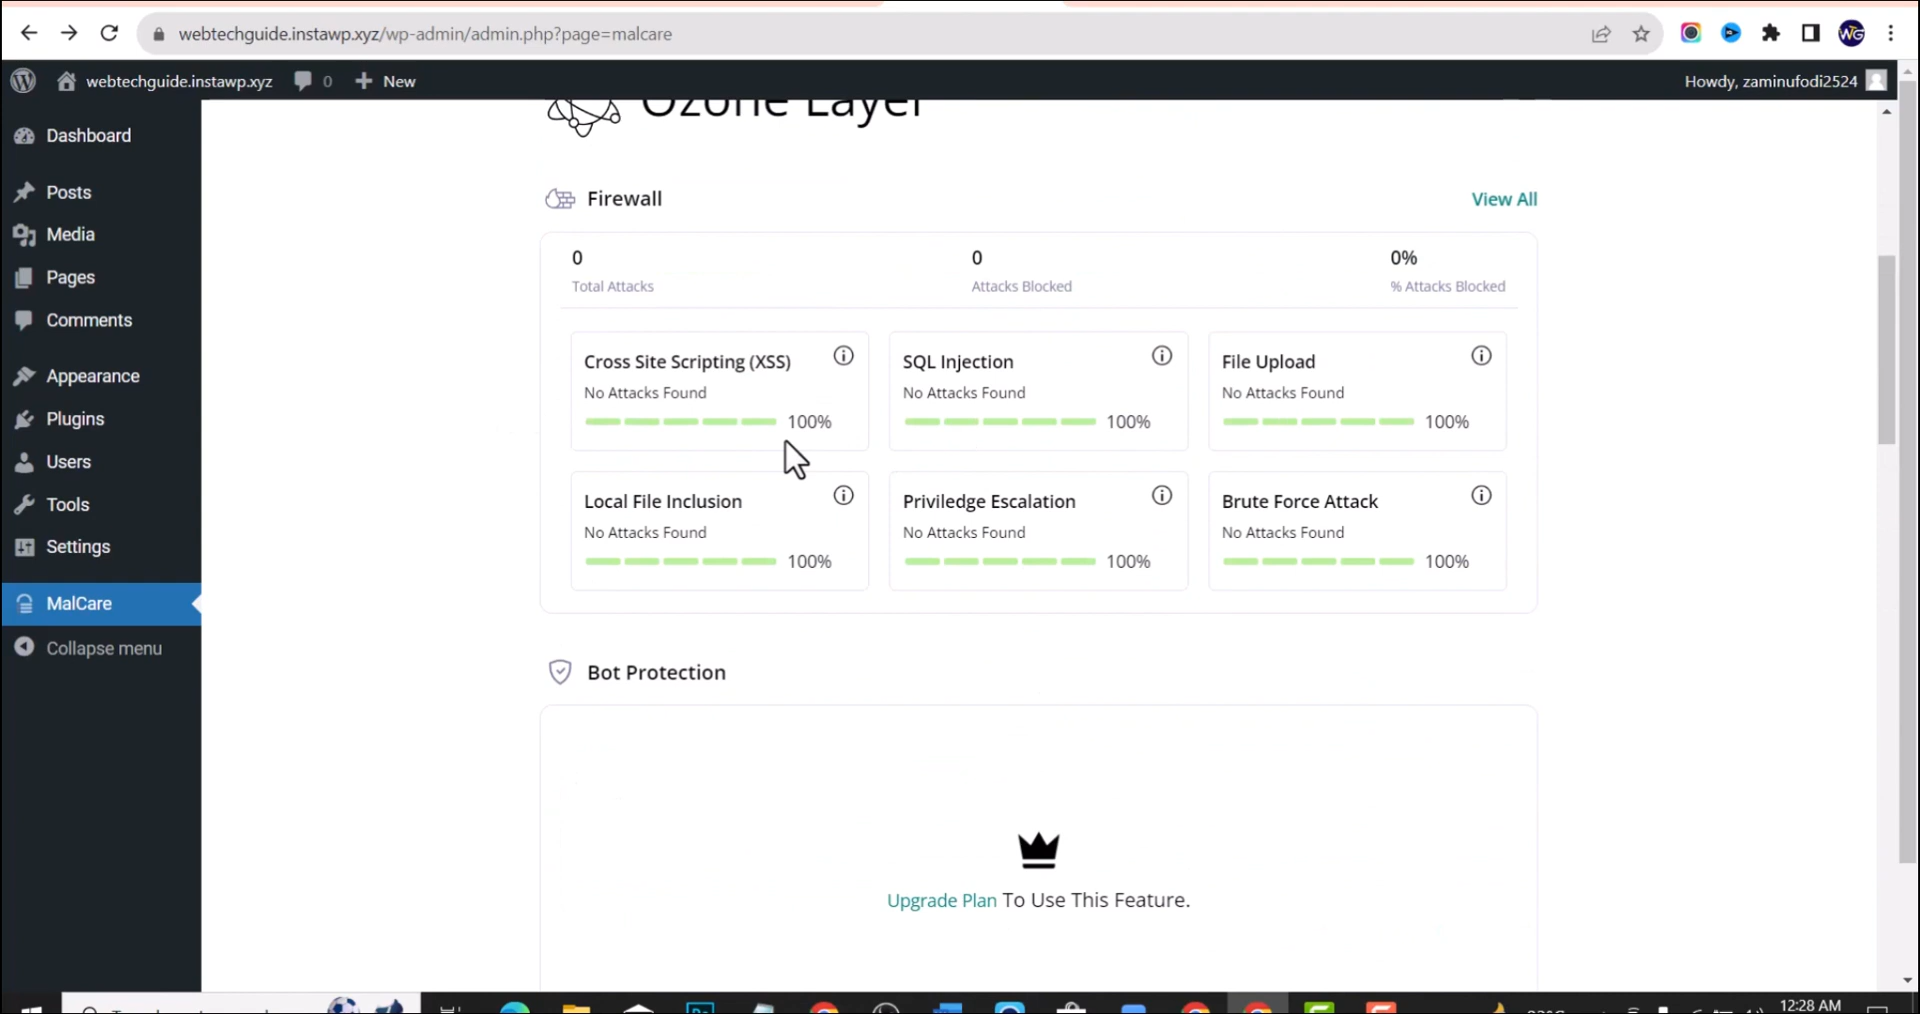 webtechguide.instawp.xyz/wp-admin/admin.php?page=malcare
WG
webtechguide.instawp.xyz 0 New
Howdy, zaminufodi2524
Dashboard
Posts
Media
Pages
Comments
Appearance
Plugins
Users
Tools
Settings
MalCare
Collapse menu
Ozone Layer
Firewall View All
0 0 0%
Total Attacks Attacks Blocked % Attacks Blocked
Cross Site Scripting (XSS) SQL Injection File Upload
No Attacks Found No Attacks Found No Attacks Found
100% 100% 100%
Local File Inclusion Priviledge Escalation Brute Force Attack
No Attacks Found No Attacks Found No Attacks Found
100% 100% 100%
Bot Protection
Upgrade Plan To Use This Feature.
12:28 AM